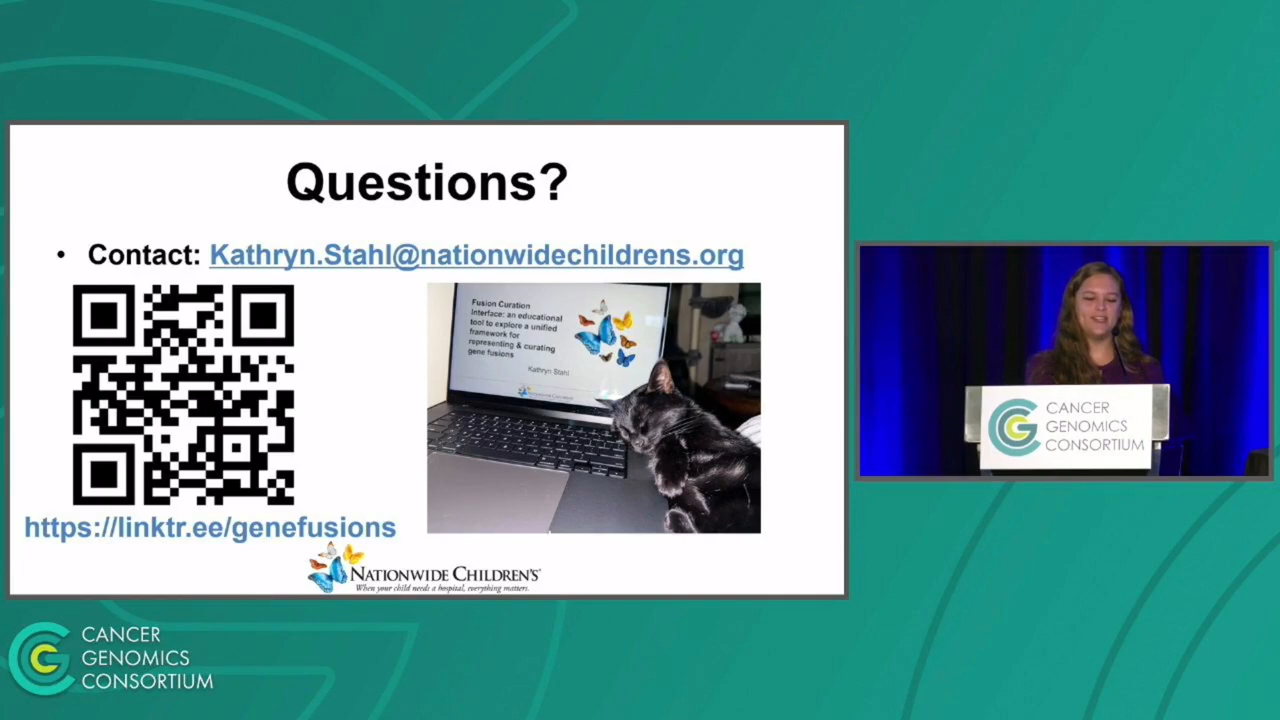 Questions?
• Contact: Kathryn.Stahl@nationwidechildrens.org
Fusion Curation
Interface: an educational
tool to explore a unified
framework for
representing & curating
gene fusions
Kathryn Stahl
https://linktr.ee/genefusions
NATIONWIDE CHILDREN'S
When your child needs a hospital, everything matters.
CANCER
GENOMICS
CONSORTIUM
CANCER
GENOMICS
CONSORTIUM